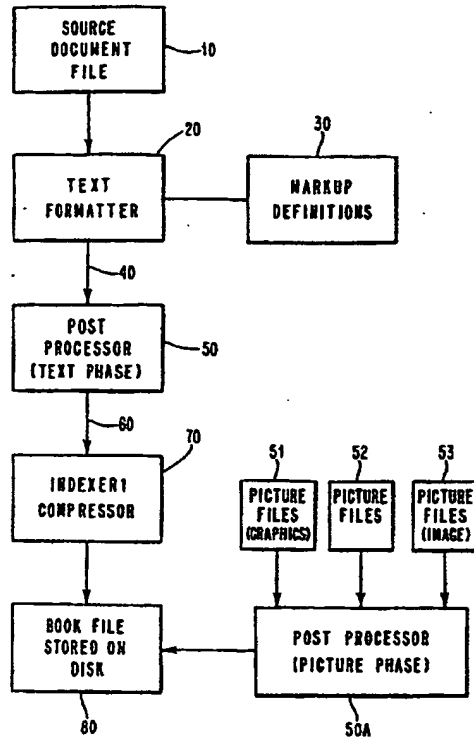 SOURCE
DOCUMENT
FILE
10
20
TEXT
FORMATTER
30
MARKUP
DEFINITIONS
40
POST
PROCESSOR
(TEXT PHASE)
50
60
70
INDEXER1
COMPRESSOR
51
PICTURE
FILES
(GRAPHICS)
52
PICTURE
FILES
53
PICTURE
FILES
(IMAGE)
BOOK FILE
STORED ON
DISK
80
POST PROCESSOR
(PICTURE PHASE)
50A